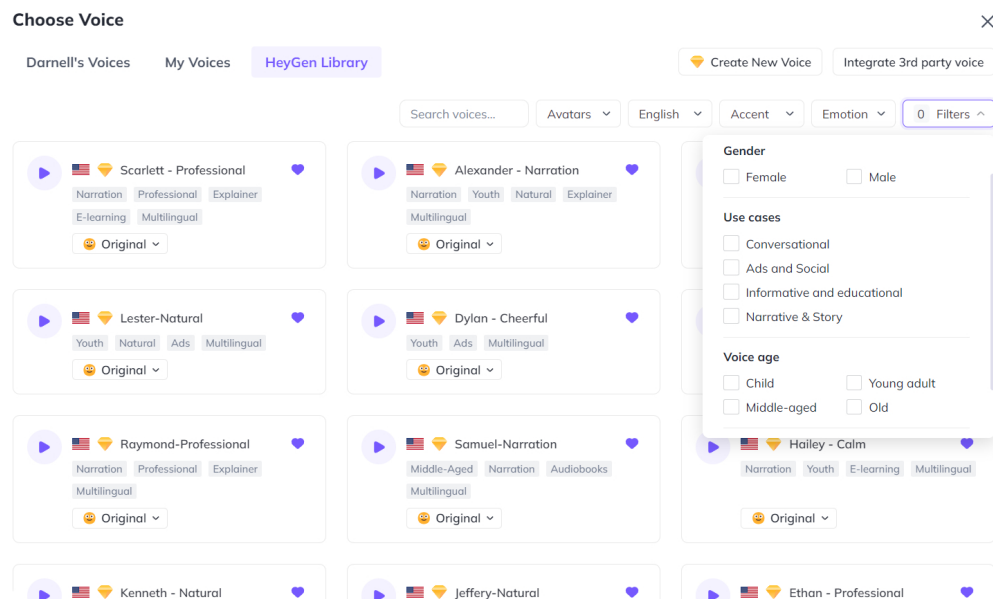 Choose Voice
Darnell's Voices My Voices HeyGen Library Create New Voice Integrate 3rd party voice
Search voices... Avatars English Accent Emotion 0 Filters
Gender
Female Male
Use cases
Conversational
Ads and Social
Informative and educational
Narrative & Story
Voice age
Child Young adult
Middle-aged Old
Scarlett - Professional
Narration Professional Explainer
E-learning Multilingual
Original
Alexander - Narration
Narration Youth Natural Explainer
Multilingual
Original
Lester-Natural
Youth Natural Ads Multilingual
Original
Dylan - Cheerful
Youth Ads Multilingual
Original
Raymond-Professional
Narration Professional Explainer
Multilingual
Original
Samuel-Narration
Middle-Aged Narration Audiobooks
Multilingual
Original
Hailey - Calm
Narration Youth E-learning Multilingual
Original
Kenneth - Natural
Jeffery-Natural
Ethan - Professional